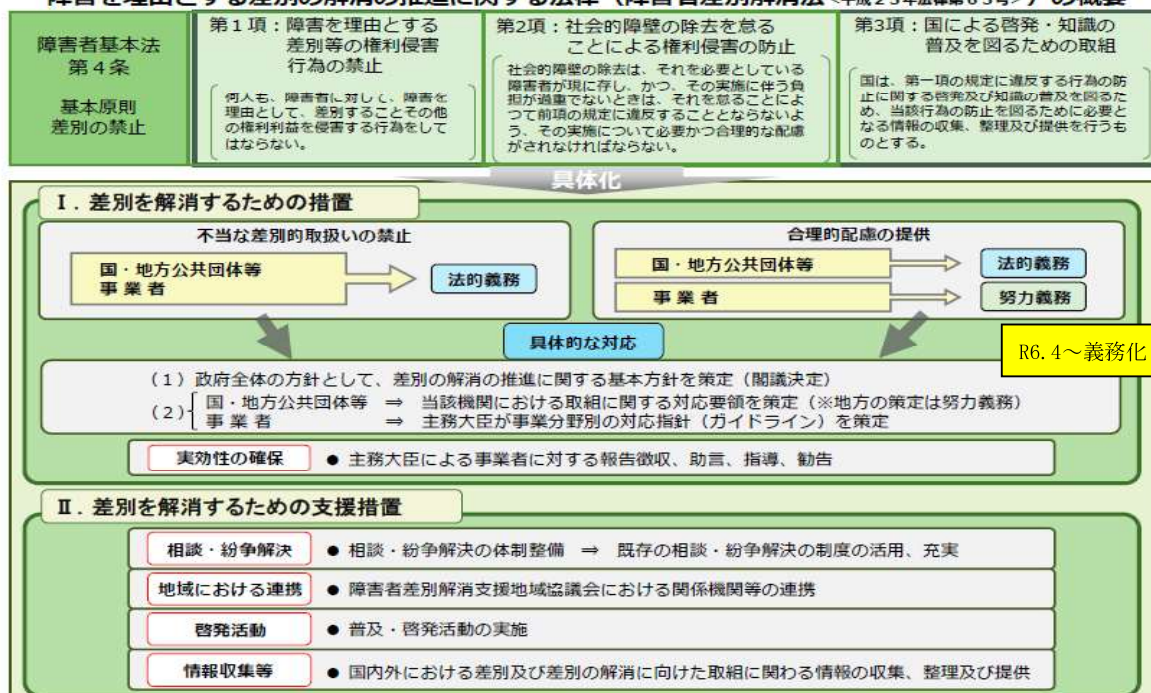 障害を理由とする差別の解消の推進に関する法律（障害者差別解消法<平成25年法律第65号>）の概要
障害者基本法
第4条
基本原則
差別の禁止
第1項：障害を理由とする
差別等の権利侵害
行為の禁止
何人も、障害者に対して、障害を
理由として、差別することその他
の権利利益を侵害する行為をして
はならない。
第2項：社会的障壁の除去を怠る
ことによる権利侵害の防止
社会的障壁の除去は、それを必要としている
障害者が現に存し、かつ、その実施に伴う負
担が過重でないときは、それを怠ることによ
つて前項の規定に違反することとならないよ
う、その実施について必要かつ合理的な配慮
がされなければならない。
第3項：国による啓発・知識の
普及を図るための取組
国は、第一項の規定に違反する行為の防
止に関する啓発及び知識の普及を図るた
め、当該行為の防止を図るために必要と
なる情報の収集、整理及び提供を行うも
のとする。
具体化
Ⅰ．差別を解消するための措置
不当な差別的取扱いの禁止
国・地方公共団体等
事業者
法的義務
合理的配慮の提供
国・地方公共団体等
法的義務
事業者
努力義務
R6.4～義務化
具体的な対応
（1）政府全体の方針として、差別の解消の推進に関する基本方針を策定（閣議決定）
（2） 国・地方公共団体等 ⇒ 当該機関における取組に関する対応要領を策定（※地方の策定は努力義務）
事業者 ⇒ 主務大臣が事業分野別の対応指針（ガイドライン）を策定
実効性の確保 ● 主務大臣による事業者に対する報告徴収、助言、指導、勧告
Ⅱ．差別を解消するための支援措置
相談・紛争解決 ● 相談・紛争解決の体制整備 ⇒ 既存の相談・紛争解決の制度の活用、充実
地域における連携 ● 障害者差別解消支援地域協議会における関係機関等の連携
啓発活動 ● 普及・啓発活動の実施
情報収集等 ● 国内外における差別及び差別の解消に向けた取組に関わる情報の収集、整理及び提供